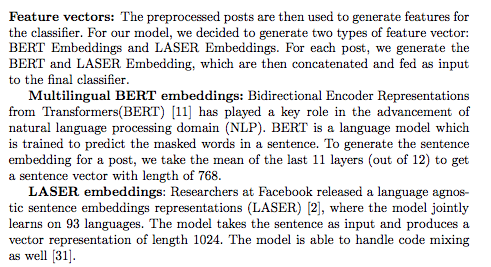 Feature vectors: The preprocessed posts are then used to generate features for
the classifier. For our model, we decided to generate two types of feature vector:
BERT Embeddings and LASER Embeddings. For each post, we generate the
BERT and LASER Embedding, which are then concatenated and fed as input
to the final classifier.
Multilingual BERT embeddings: Bidirectional Encoder Representations
from Transformers(BERT) [11] has played a key role in the advancement of
natural language processing domain (NLP). BERT is a language model which
is trained to predict the masked words in a sentence. To generate the sentence
embedding for a post, we take the mean of the last 11 layers (out of 12) to get
a sentence vector with length of 768.
LASER embeddings: Researchers at Facebook released a language agnos-
tic sentence embeddings representations (LASER) [2], where the model jointly
learns on 93 languages. The model takes the sentence as input and produces a
vector representation of length 1024. The model is able to handle code mixing
as well [31].